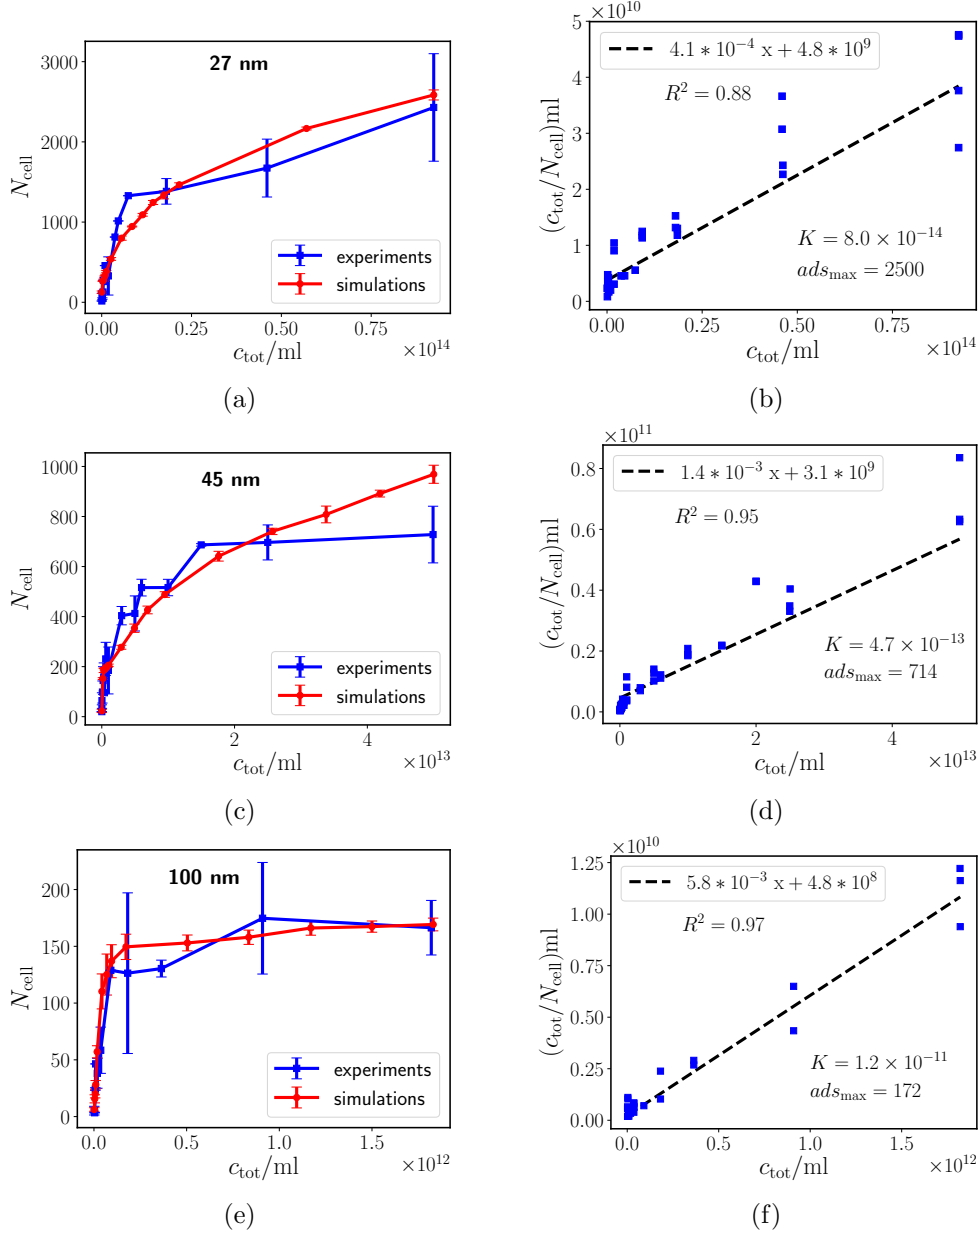 27 nm
N_cell
3000
2000
1000
0
experiments
simulations
0.00 0.25 0.50 0.75
×10^14
c_tot/ml
(a)
×10^10
5
4
3
2
1
0
(c_tot/N_cell)ml
4.1 * 10^−4 x + 4.8 * 10^9
R^2 = 0.88
K = 8.0 × 10^−14
ads_max = 2500
0.00 0.25 0.50 0.75
×10^14
c_tot/ml
(b)
45 nm
N_cell
1000
800
600
400
200
0
experiments
simulations
0 2 4
×10^13
c_tot/ml
(c)
×10^11
0.8
0.6
0.4
0.2
0.0
(c_tot/N_cell)ml
1.4 * 10^−3 x + 3.1 * 10^9
R^2 = 0.95
K = 4.7 × 10^−13
ads_max = 714
0 2 4
×10^13
c_tot/ml
(d)
100 nm
N_cell
200
150
100
50
0
experiments
simulations
0.0 0.5 1.0 1.5
×10^12
c_tot/ml
(e)
×10^10
1.25
1.00
0.75
0.50
0.25
0.00
(c_tot/N_cell)ml
5.8 * 10^−3 x + 4.8 * 10^8
R^2 = 0.97
K = 1.2 × 10^−11
ads_max = 172
0.0 0.5 1.0 1.5
×10^12
c_tot/ml
(f)